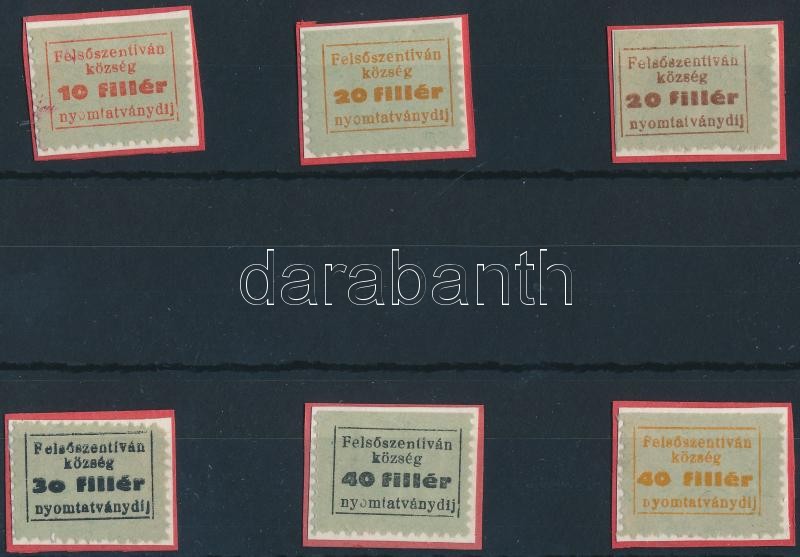 Felsőszentiván
község
10 fillér
nyomtatványdij
Felsőszentiván
község
20 fillér
nyomtatványdij
Felsőszentiván
község
20 fillér
nyomtatványdij
darabanth
Felsőszentiván
község
30 fillér
nyomtatványdij
Felsőszentiván
község
40 fillér
nyomtatványdij
Felsőszentiván
község
40 fillér
nyomtatványdij